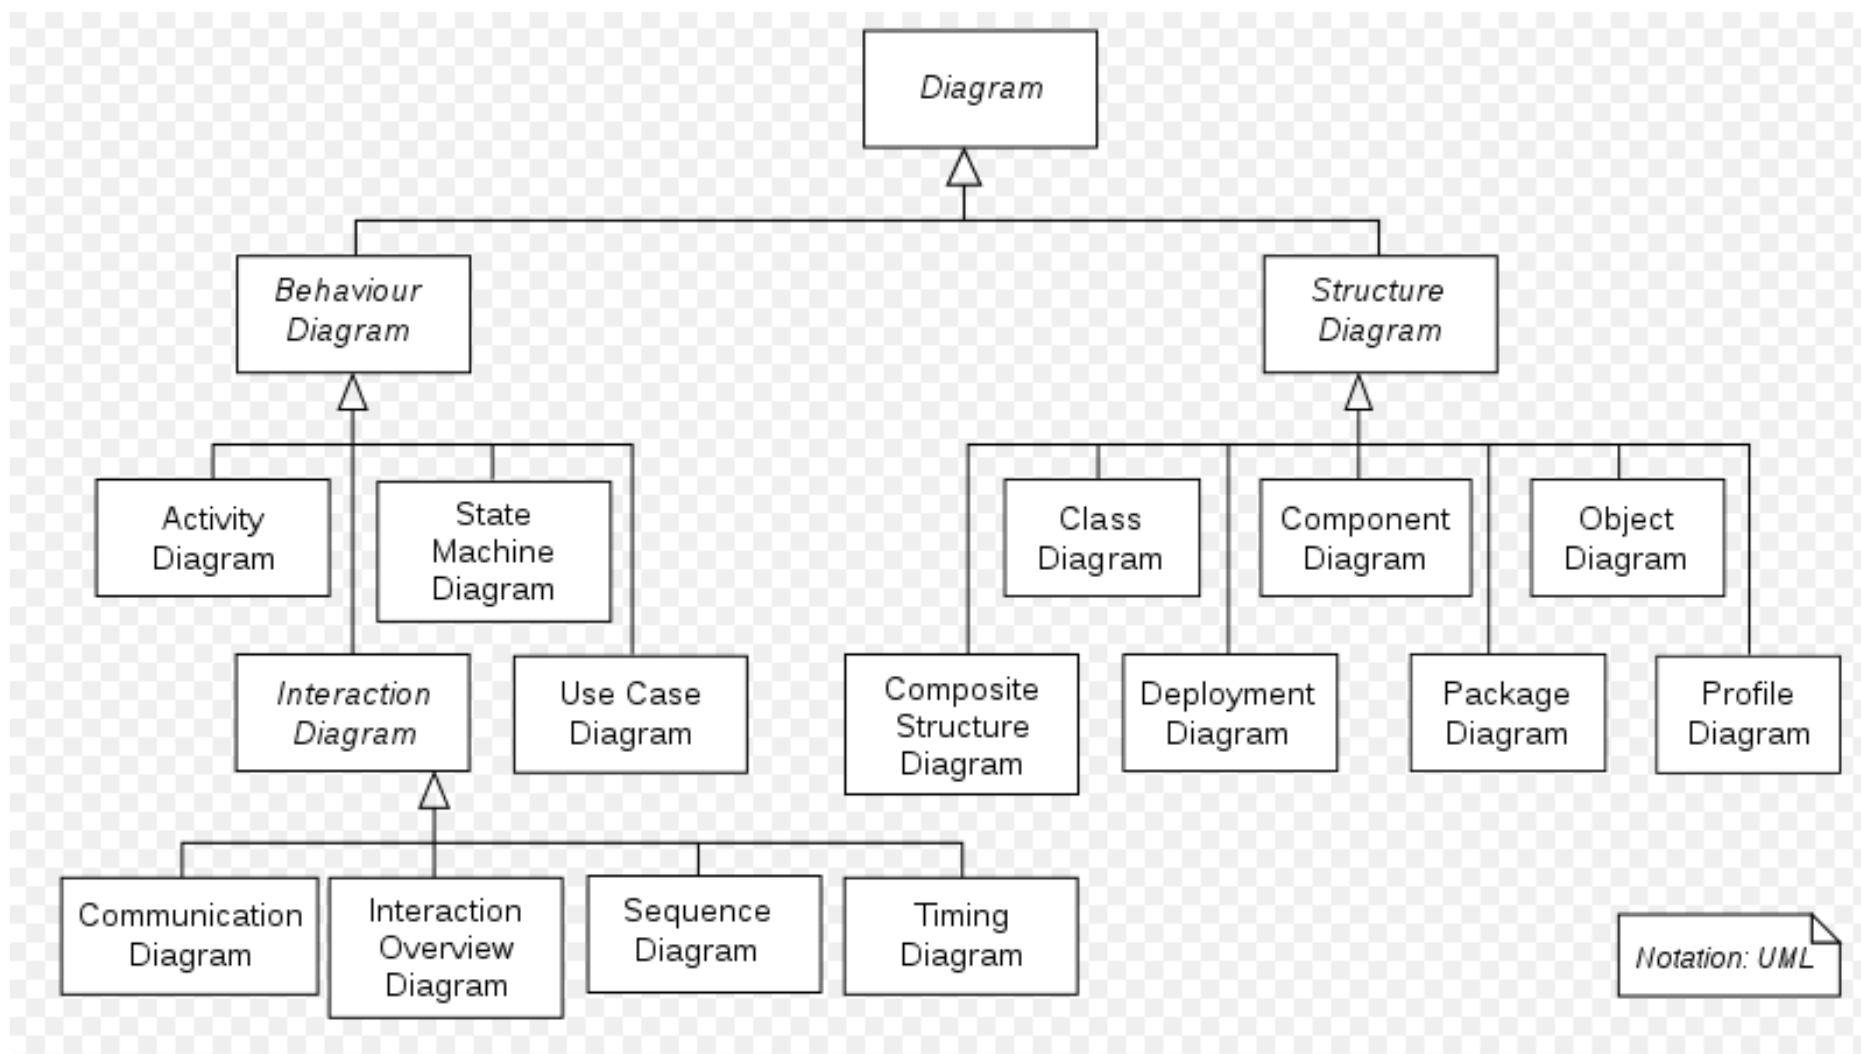 Diagram
Behaviour
Diagram
Structure
Diagram
Activity
Diagram
State
Machine
Diagram
Class
Diagram
Component
Diagram
Object
Diagram
Interaction
Diagram
Use Case
Diagram
Composite
Structure
Diagram
Deployment
Diagram
Package
Diagram
Profile
Diagram
Communication
Diagram
Interaction
Overview
Diagram
Sequence
Diagram
Timing
Diagram
Notation: UML